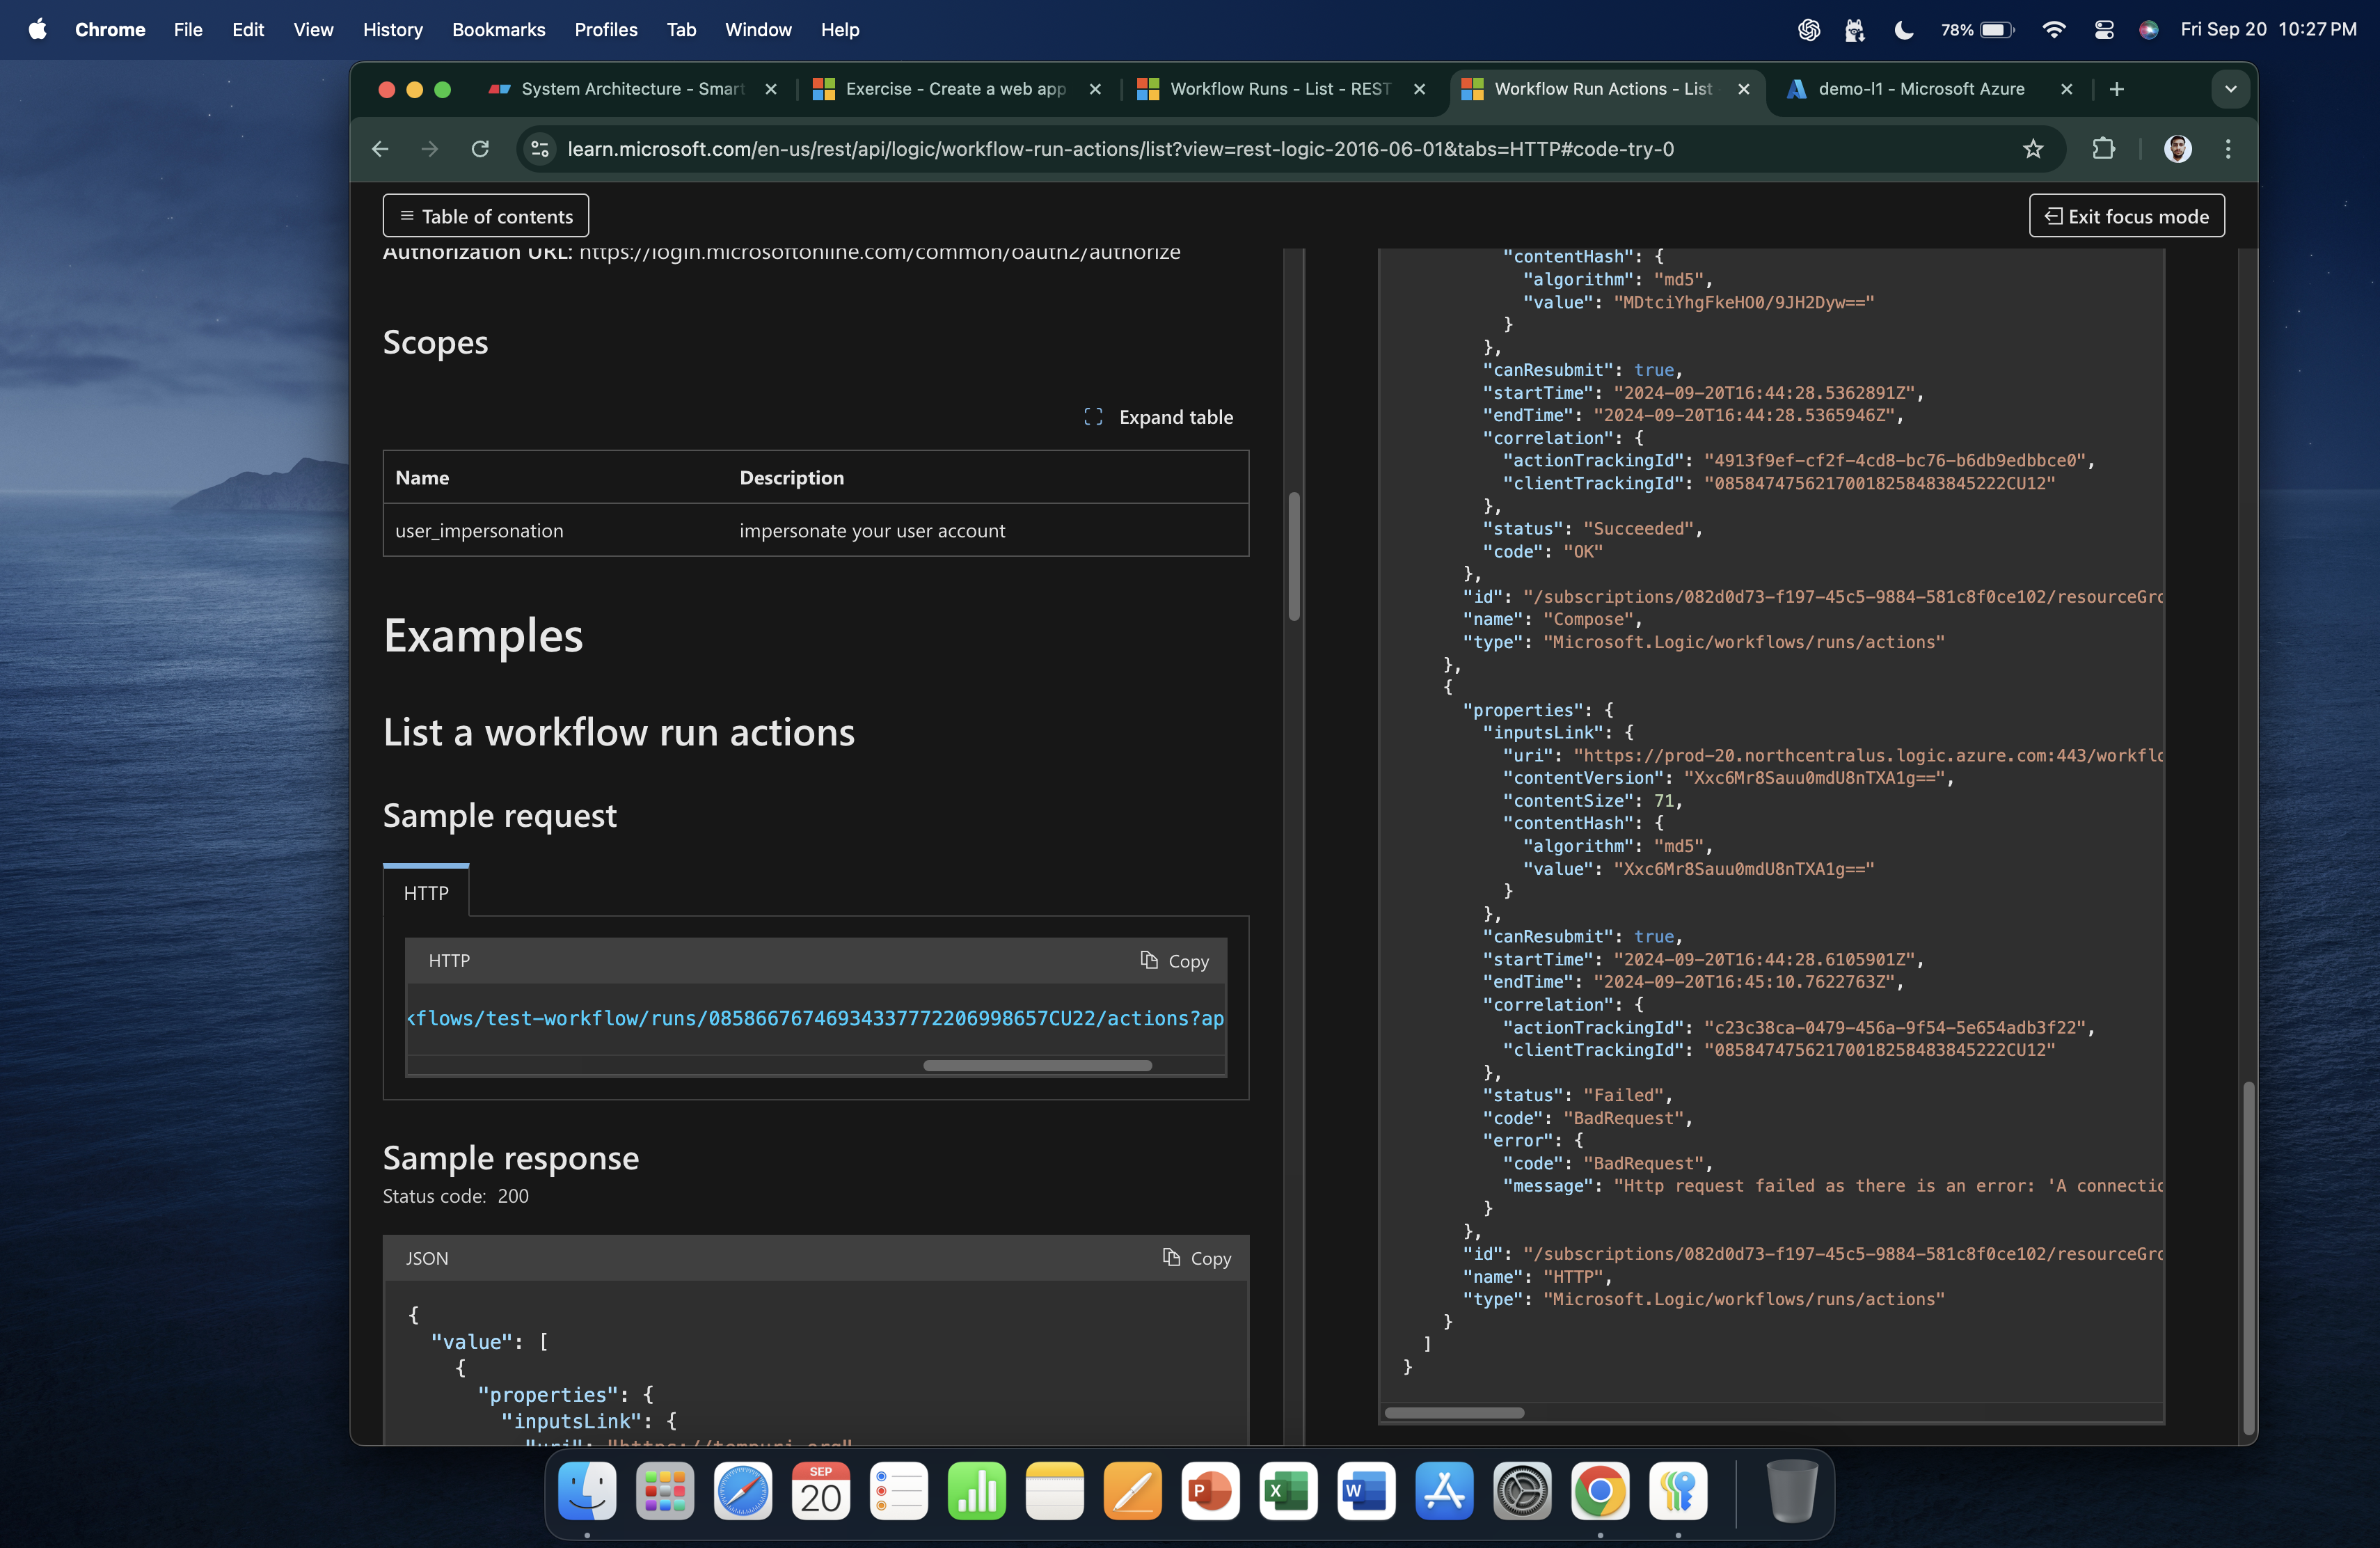 Chrome File Edit View History Bookmarks Profiles Tab Window Help
78% Fri Sep 20 10:27 PM
System Architecture - Smart
Exercise - Create a web app
Workflow Runs - List - REST
Workflow Run Actions - List
demo-l1 - Microsoft Azure
learn.microsoft.com/en-us/rest/api/logic/workflow-run-actions/list?view=rest-logic-2016-06-01&tabs=HTTP#code-try-0
Table of contents
Exit focus mode
Authorization URL: https://login.microsoftonline.com/common/oauth2/authorize
Scopes
Expand table
Name Description
user_impersonation impersonate your user account
Examples
List a workflow run actions
Sample request
HTTP
HTTP Copy
kflows/test-workflow/runs/08586676746934337772206998657CU22/actions?ap
Sample response
Status code: 200
JSON Copy
{
"value": [
{
"properties": {
"inputsLink": {
"uri": "https://tempuri.org"
"contentHash": {
"algorithm": "md5",
"value": "MDtciYhgFkeHO0/9JH2Dyw=="
}
},
"canResubmit": true,
"startTime": "2024-09-20T16:44:28.5362891Z",
"endTime": "2024-09-20T16:44:28.5365946Z",
"correlation": {
"actionTrackingId": "4913f9ef-cf2f-4cd8-bc76-b6db9edbbce0",
"clientTrackingId": "08584747562170018258483845222CU12"
},
"status": "Succeeded",
"code": "OK"
},
"id": "/subscriptions/082d0d73-f197-45c5-9884-581c8f0ce102/resourceGro
"name": "Compose",
"type": "Microsoft.Logic/workflows/runs/actions"
},
{
"properties": {
"inputsLink": {
"uri": "https://prod-20.northcentralus.logic.azure.com:443/workflo
"contentVersion": "Xxc6Mr8Sauu0mdU8nTXA1g==",
"contentSize": 71,
"contentHash": {
"algorithm": "md5",
"value": "Xxc6Mr8Sauu0mdU8nTXA1g=="
}
},
"canResubmit": true,
"startTime": "2024-09-20T16:44:28.6105901Z",
"endTime": "2024-09-20T16:45:10.7622763Z",
"correlation": {
"actionTrackingId": "c23c38ca-0479-456a-9f54-5e654adb3f22",
"clientTrackingId": "08584747562170018258483845222CU12"
},
"status": "Failed",
"code": "BadRequest",
"error": {
"code": "BadRequest",
"message": "Http request failed as there is an error: 'A connectio
}
},
"id": "/subscriptions/082d0d73-f197-45c5-9884-581c8f0ce102/resourceGro
"name": "HTTP",
"type": "Microsoft.Logic/workflows/runs/actions"
}
]
}
SEP
20
P
X
W